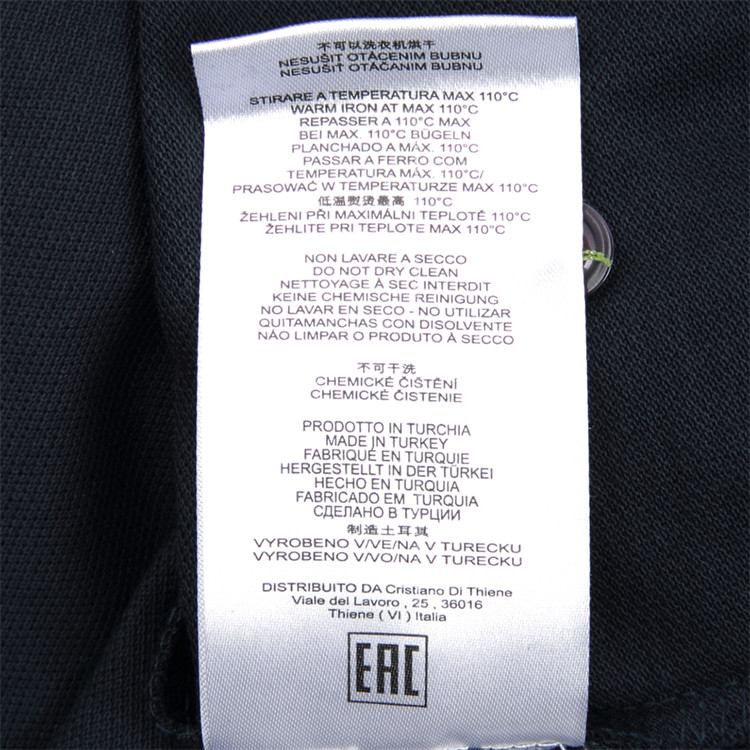 不可以洗衣机烘干
NESUŠIT OTÁCENIM BUBNU
NESUŠIŤ OTÁČANIM BUBNU
STIRARE A TEMPERATURA MAX 110°C
WARM IRON AT MAX 110°C
REPASSER A 110°C MAX
BEI MAX. 110°C BÜGELN
PLANCHADO A MÁX. 110°C
PASSAR A FERRO COM
TEMPERATURA MÁX. 110°C/
PRASOWAĆ W TEMPERATURZE MAX 110°C
低温熨烫最高 110°C
ŽEHLENI PŘI MAXIMÁLNI TEPLOTĚ 110°C
ŽEHLITE PRI TEPLOTE MAX 110°C
NON LAVARE A SECCO
DO NOT DRY CLEAN
NETTOYAGE À SEC INTERDIT
KEINE CHEMISCHE REINIGUNG
NO LAVAR EN SECO - NO UTILIZAR
QUITAMANCHAS CON DISOLVENTE
NÃO LIMPAR O PRODUTO À SECCO
不可干洗
CHEMICKÉ ČIŠTĚNÍ
CHEMICKÉ ČISTENIE
PRODOTTO IN TURCHIA
MADE IN TURKEY
FABRIQUÉ EN TURQUIE
HERGESTELLT IN DER TÜRKEI
HECHO EN TURQUIA
FABRICADO EM TURQUIA
СДЕЛАНО В ТУРЦИИ
制造土耳其
VYROBENO V/VE/NA V TURECKU
VYROBENO V/VO/NA V TURECKU
DISTRIBUITO DA Cristiano Di Thiene
Viale del Lavoro , 25 , 36016
Thiene ( VI ) Italia
EAC